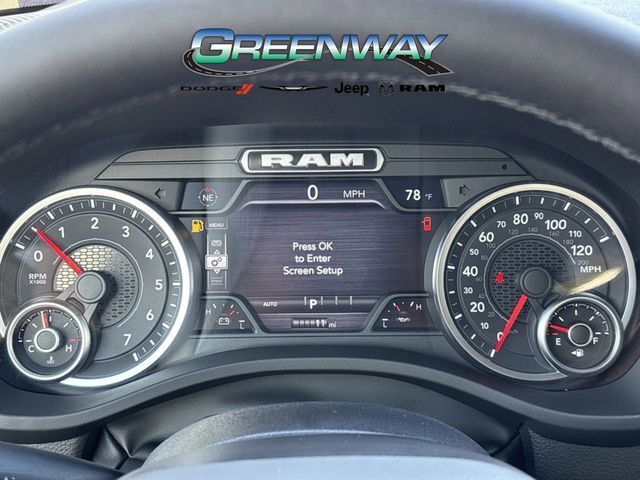 GREENWAY
DODGE Jeep RAM
RAM
0 MPH 78°F
NE
MENU
Press OK
to Enter
Screen Setup
AUTO P
mi
L H
L H
0 1 2 3 4 5 6 7
RPM
X1000
C H
0 10 20 30 40 50 60 70 80 100 120
MPH
E F